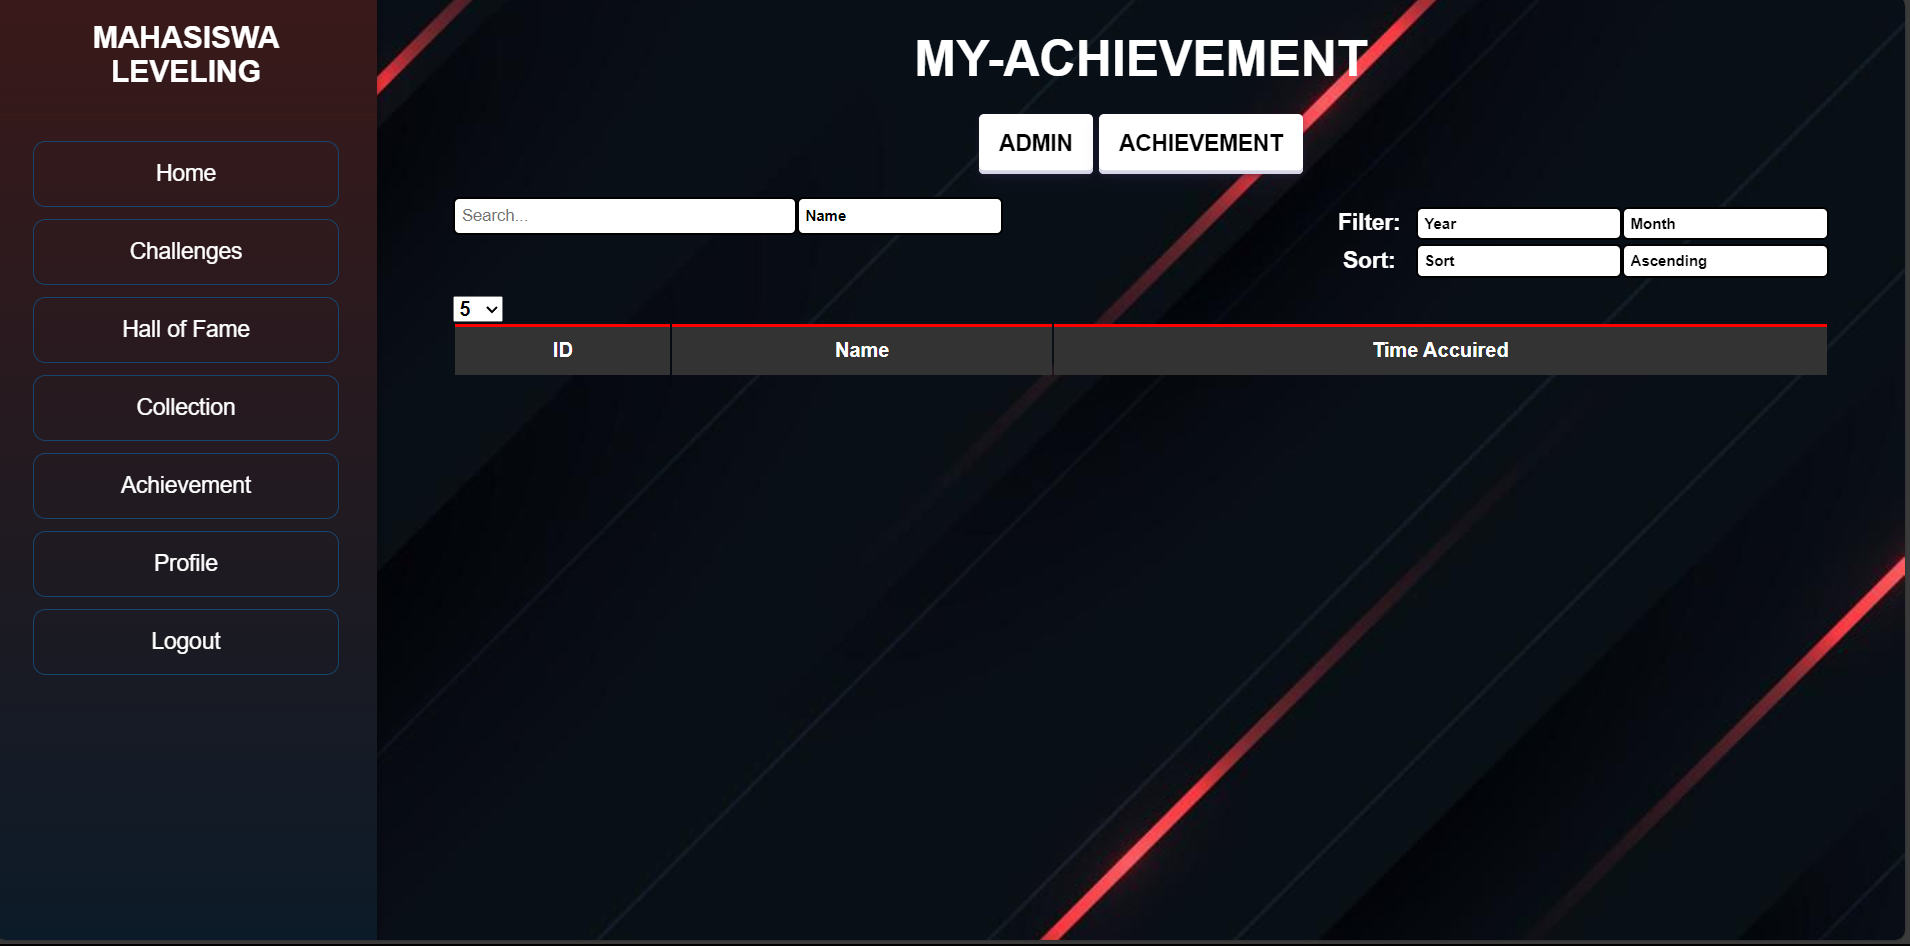 MAHASISWA
LEVELING
Home
Challenges
Hall of Fame
Collection
Achievement
Profile
Logout
MY-ACHIEVEMENT
ADMIN ACHIEVEMENT
Search... Name
Filter: Year Month
Sort: Sort Ascending
5
ID Name Time Accuired